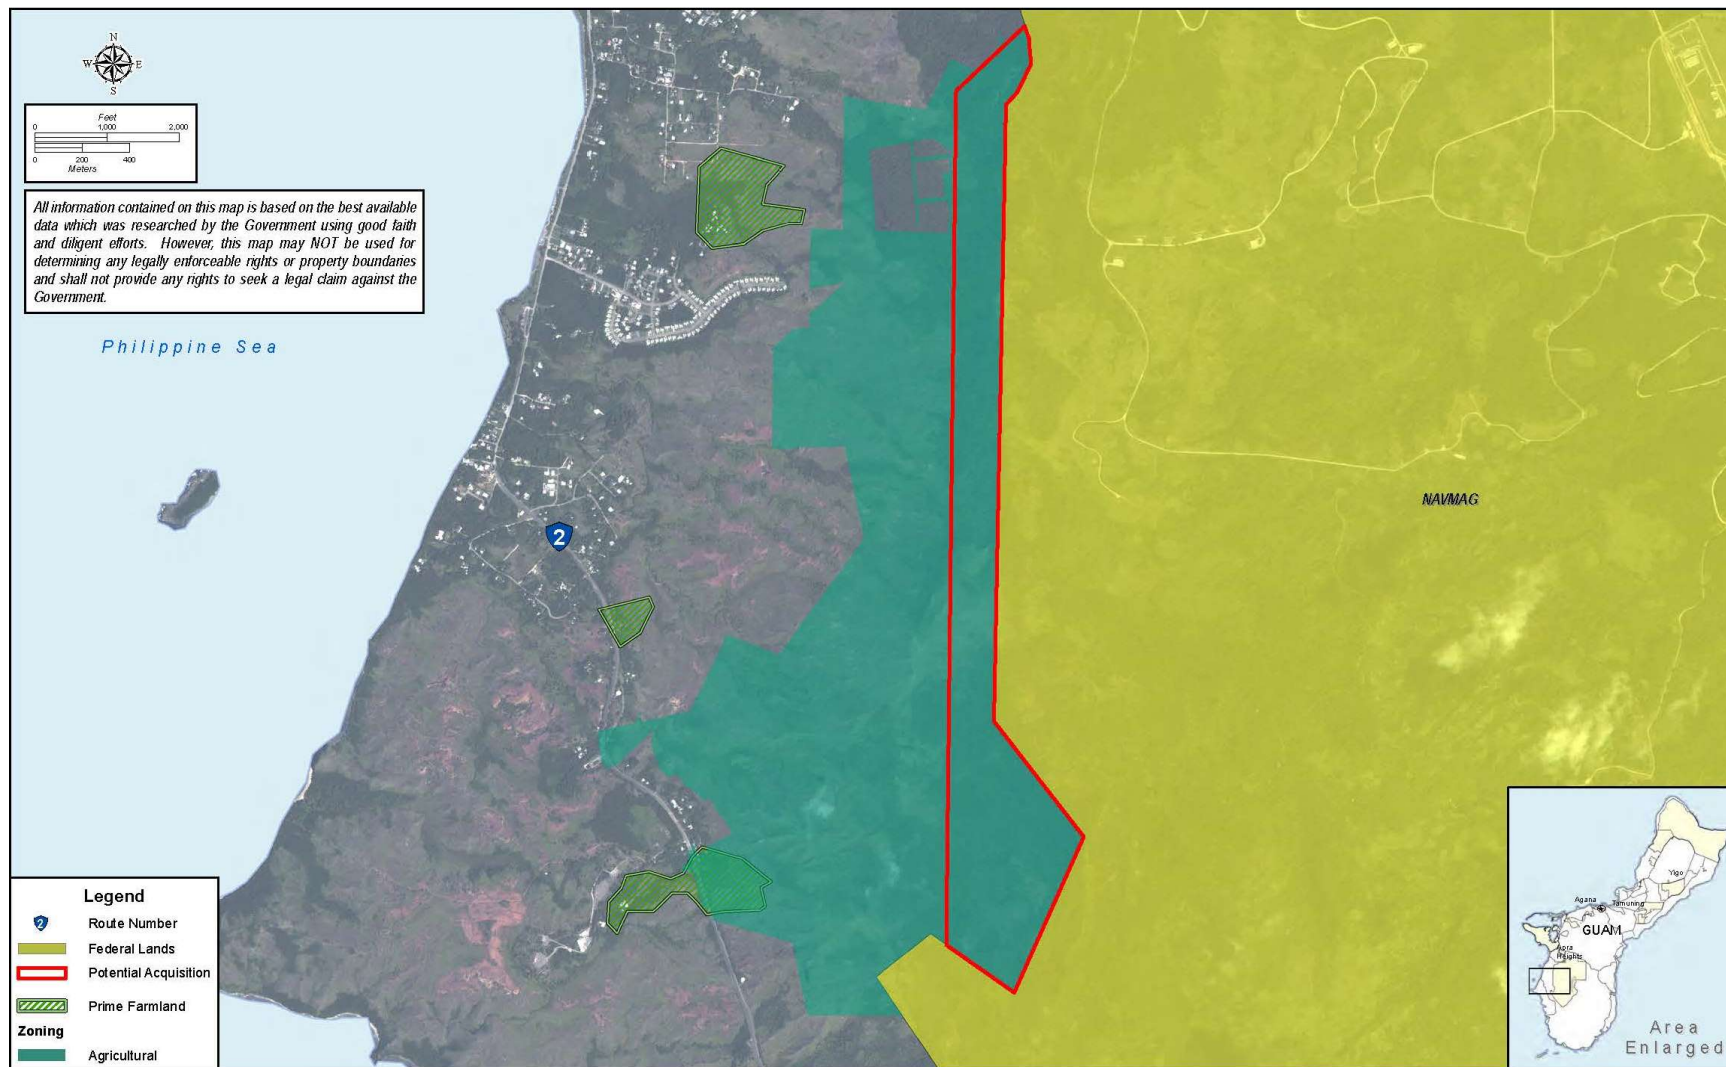 N
W E
S
Feet
0 1,000 2,000
0 200 400
Meters
All information contained on this map is based on the best available
data which was researched by the Government using good faith
and diligent efforts. However, this map may NOT be used for
determining any legally enforceable rights or property boundaries
and shall not provide any rights to seek a legal claim against the
Government.
Philippine Sea
NAVMAG
2
Legend
2 Route Number
Federal Lands
Potential Acquisition
Prime Farmland
Zoning
Agricultural
Yigo
Agana Tamuning
GUAM
Apra
Heights
Area
Enlarged